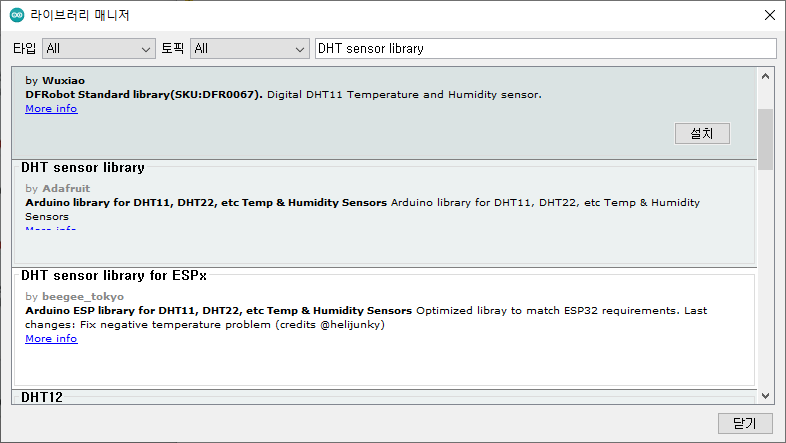 라이브러리 매니저
타입 All 토픽 All DHT sensor library
by Wuxiao
DFRobot Standard library(SKU:DFR0067). Digital DHT11 Temperature and Humidity sensor.
More info
설치
DHT sensor library
by Adafruit
Arduino library for DHT11, DHT22, etc Temp & Humidity Sensors Arduino library for DHT11, DHT22, etc Temp & Humidity
Sensors
More info
DHT sensor library for ESPx
by beegee_tokyo
Arduino ESP library for DHT11, DHT22, etc Temp & Humidity Sensors Optimized libray to match ESP32 requirements. Last
changes: Fix negative temperature problem (credits @helijunky)
More info
DHT12
닫기